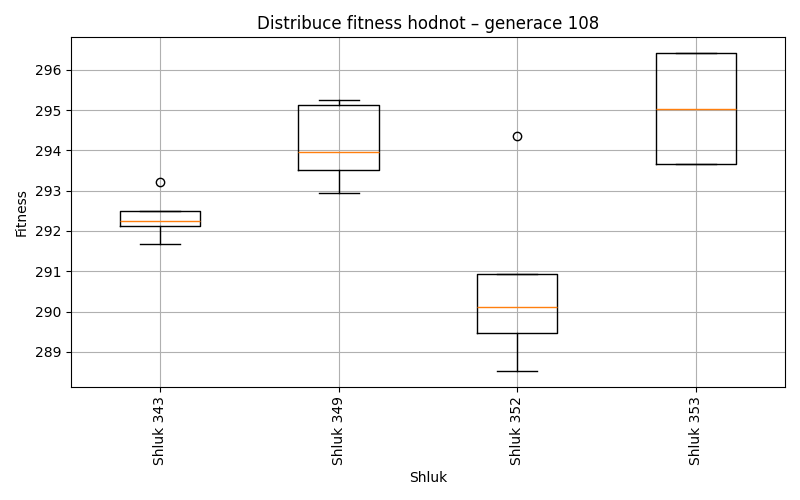 Distribuce fitness hodnot – generace 108
Fitness
296
295
294
293
292
291
290
289
Shluk 343
Shluk 349
Shluk 352
Shluk 353
Shluk